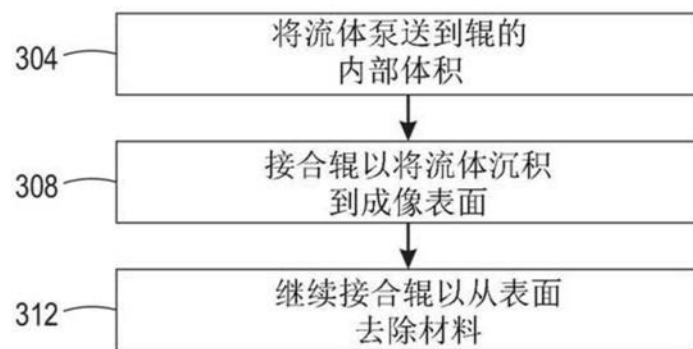 304
将流体泵送到辊的
内部体积
308
接合辊以将流体沉积
到成像表面
312
继续接合辊以从表面
去除材料